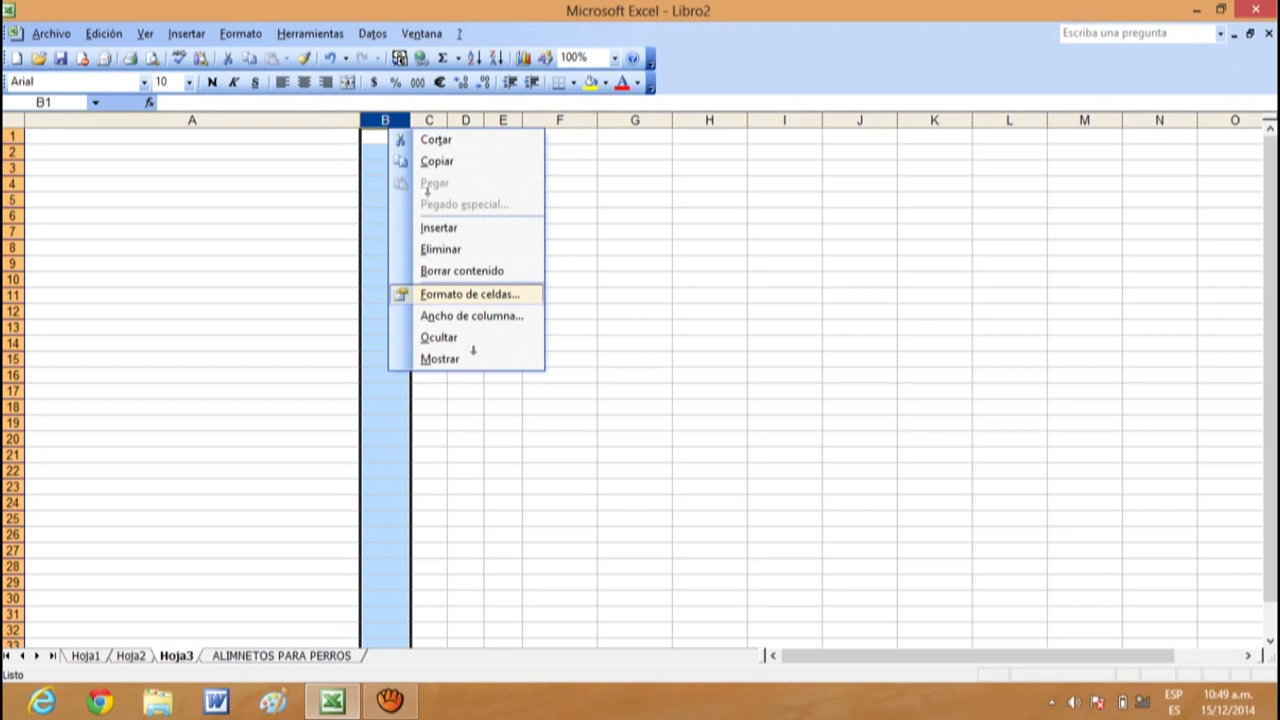 Microsoft Excel - Libro2
Archivo Edición Ver Insertar Formato Herramientas Datos Ventana ? Escriba una pregunta
100%
Arial 10 N K S $ % 000 €
B1 fx
A B C D E F G H I J K L M N O
1
2
3
4
5
6
7
8
9
10
11
12
13
14
15
16
17
18
19
20
21
22
23
24
25
26
27
28
29
30
31
32
33
Cortar
Copiar
Pegar
Pegado especial...
Insertar
Eliminar
Borrar contenido
Formato de celdas...
Ancho de columna...
Ocultar
Mostrar
Hoja1 Hoja2 Hoja3 ALIMNETOS PARA PERROS
Listo
ESP 10:49 a.m.
ES 15/12/2014